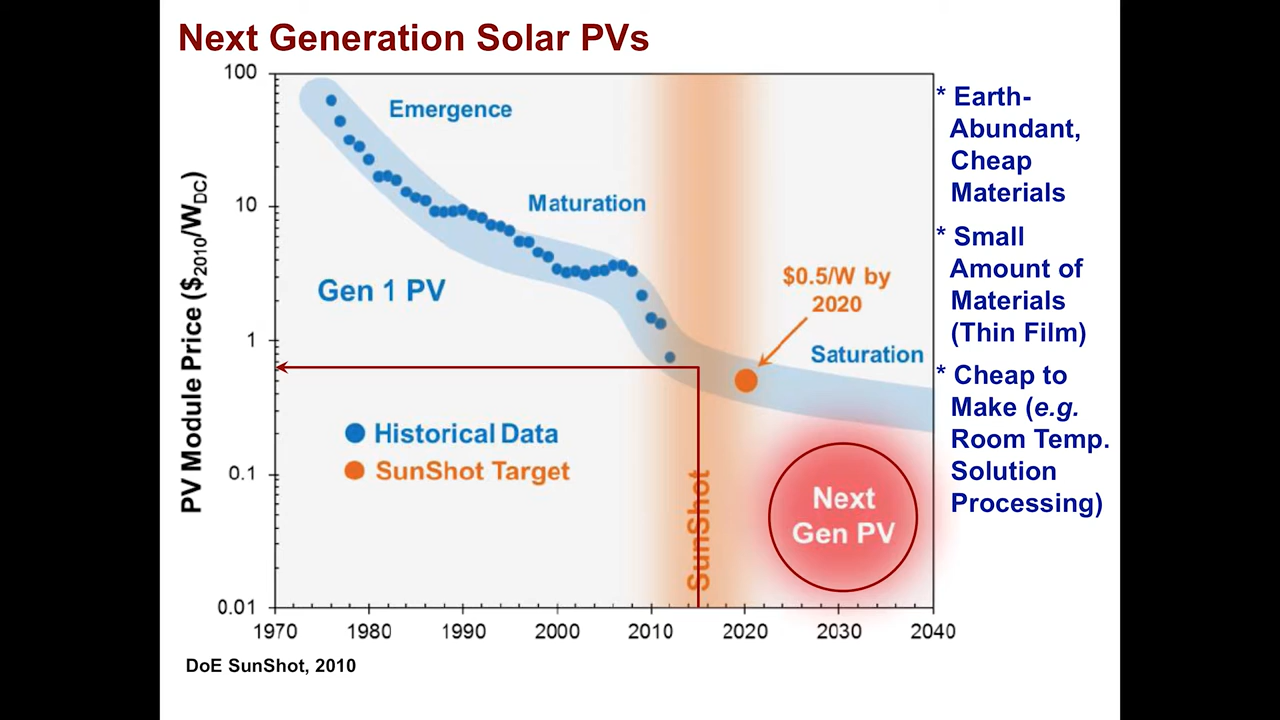 Next Generation Solar PVs
PV Module Price ($2010/WDC)
100
10
1
0.1
0.01
1970
1980
1990
2000
2010
2020
2030
2040
Emergence
Maturation
Gen 1 PV
$0.5/W by
2020
Saturation
Historical Data
SunShot Target
SunShot
Next
Gen PV
* Earth-
Abundant,
Cheap
Materials
* Small
Amount of
Materials
(Thin Film)
* Cheap to
Make (e.g.
Room Temp.
Solution
Processing)
DoE SunShot, 2010